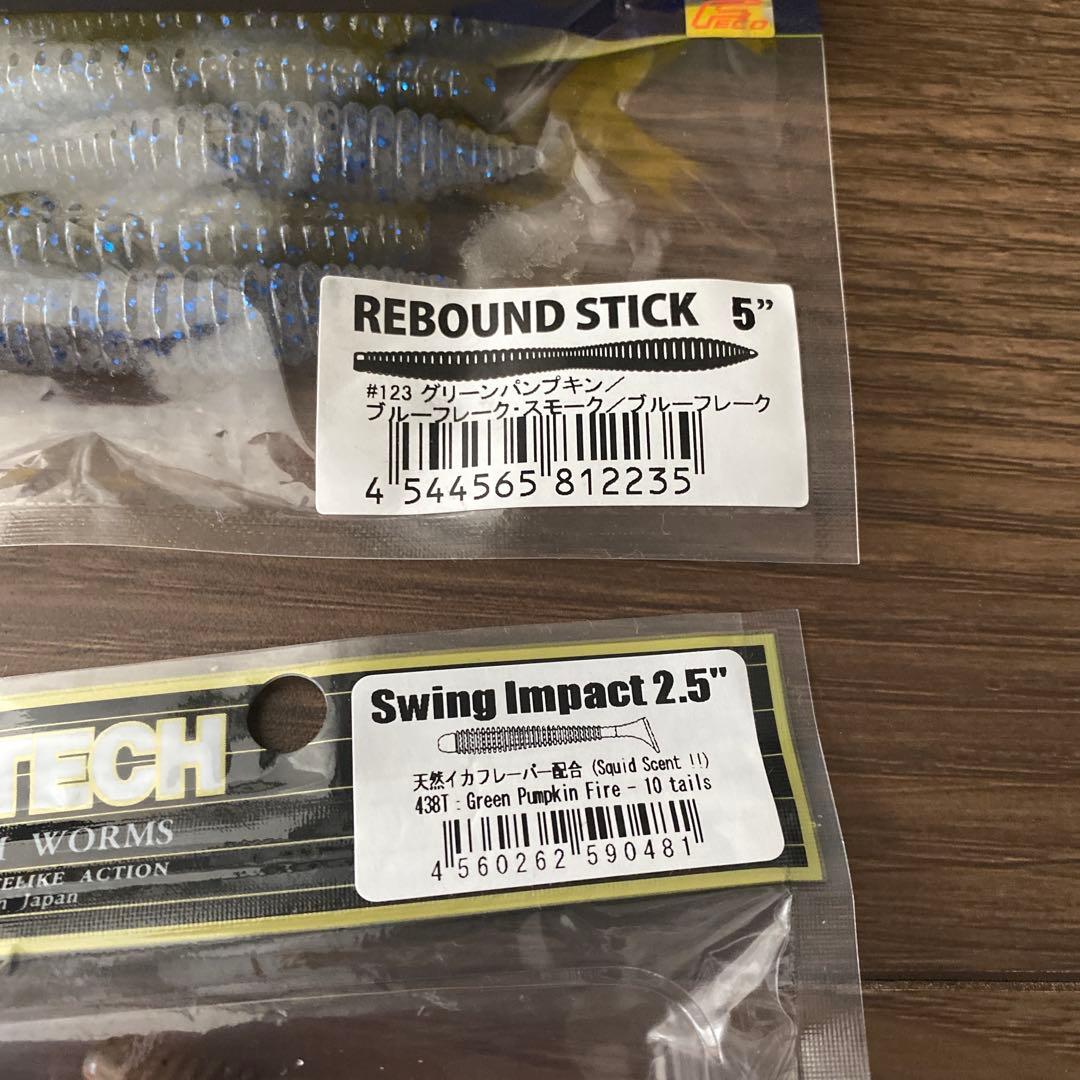 GECO
REBOUND STICK 5"
#123 グリーンパンプキン／
ブルーフレーク・スモーク／ブルーフレーク
4 544565 812235
TECH
WORMS
ELIKE ACTION
n Japan
Swing Impact 2.5"
天然イカフレーバー配合 (Squid Scent !!)
438T : Green Pumpkin Fire - 10 tails
4 560262 590481